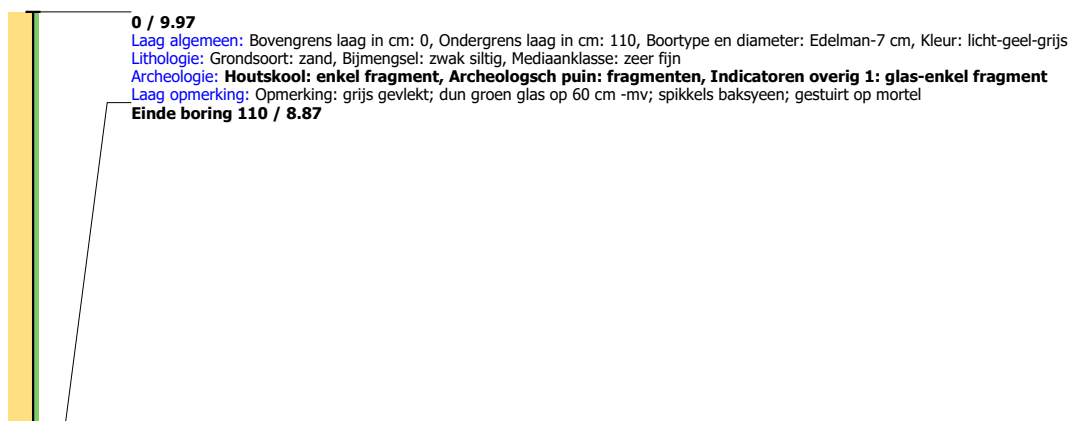 0 / 9.97
Laag algemeen: Bovengrens laag in cm: 0, Ondergrens laag in cm: 110, Boortype en diameter: Edelman-7 cm, Kleur: licht-geel-grijs
Lithologie: Grondsoort: zand, Bijmengsel: zwak siltig, Mediaanklasse: zeer fijn
Archeologie: Houtskool: enkel fragment, Archeologsch puin: fragmenten, Indicatoren overig 1: glas-enkel fragment
Laag opmerking: Opmerking: grijs gevlekt; dun groen glas op 60 cm -mv; spikkels baksyeen; gestuirt op mortel
Einde boring 110 / 8.87